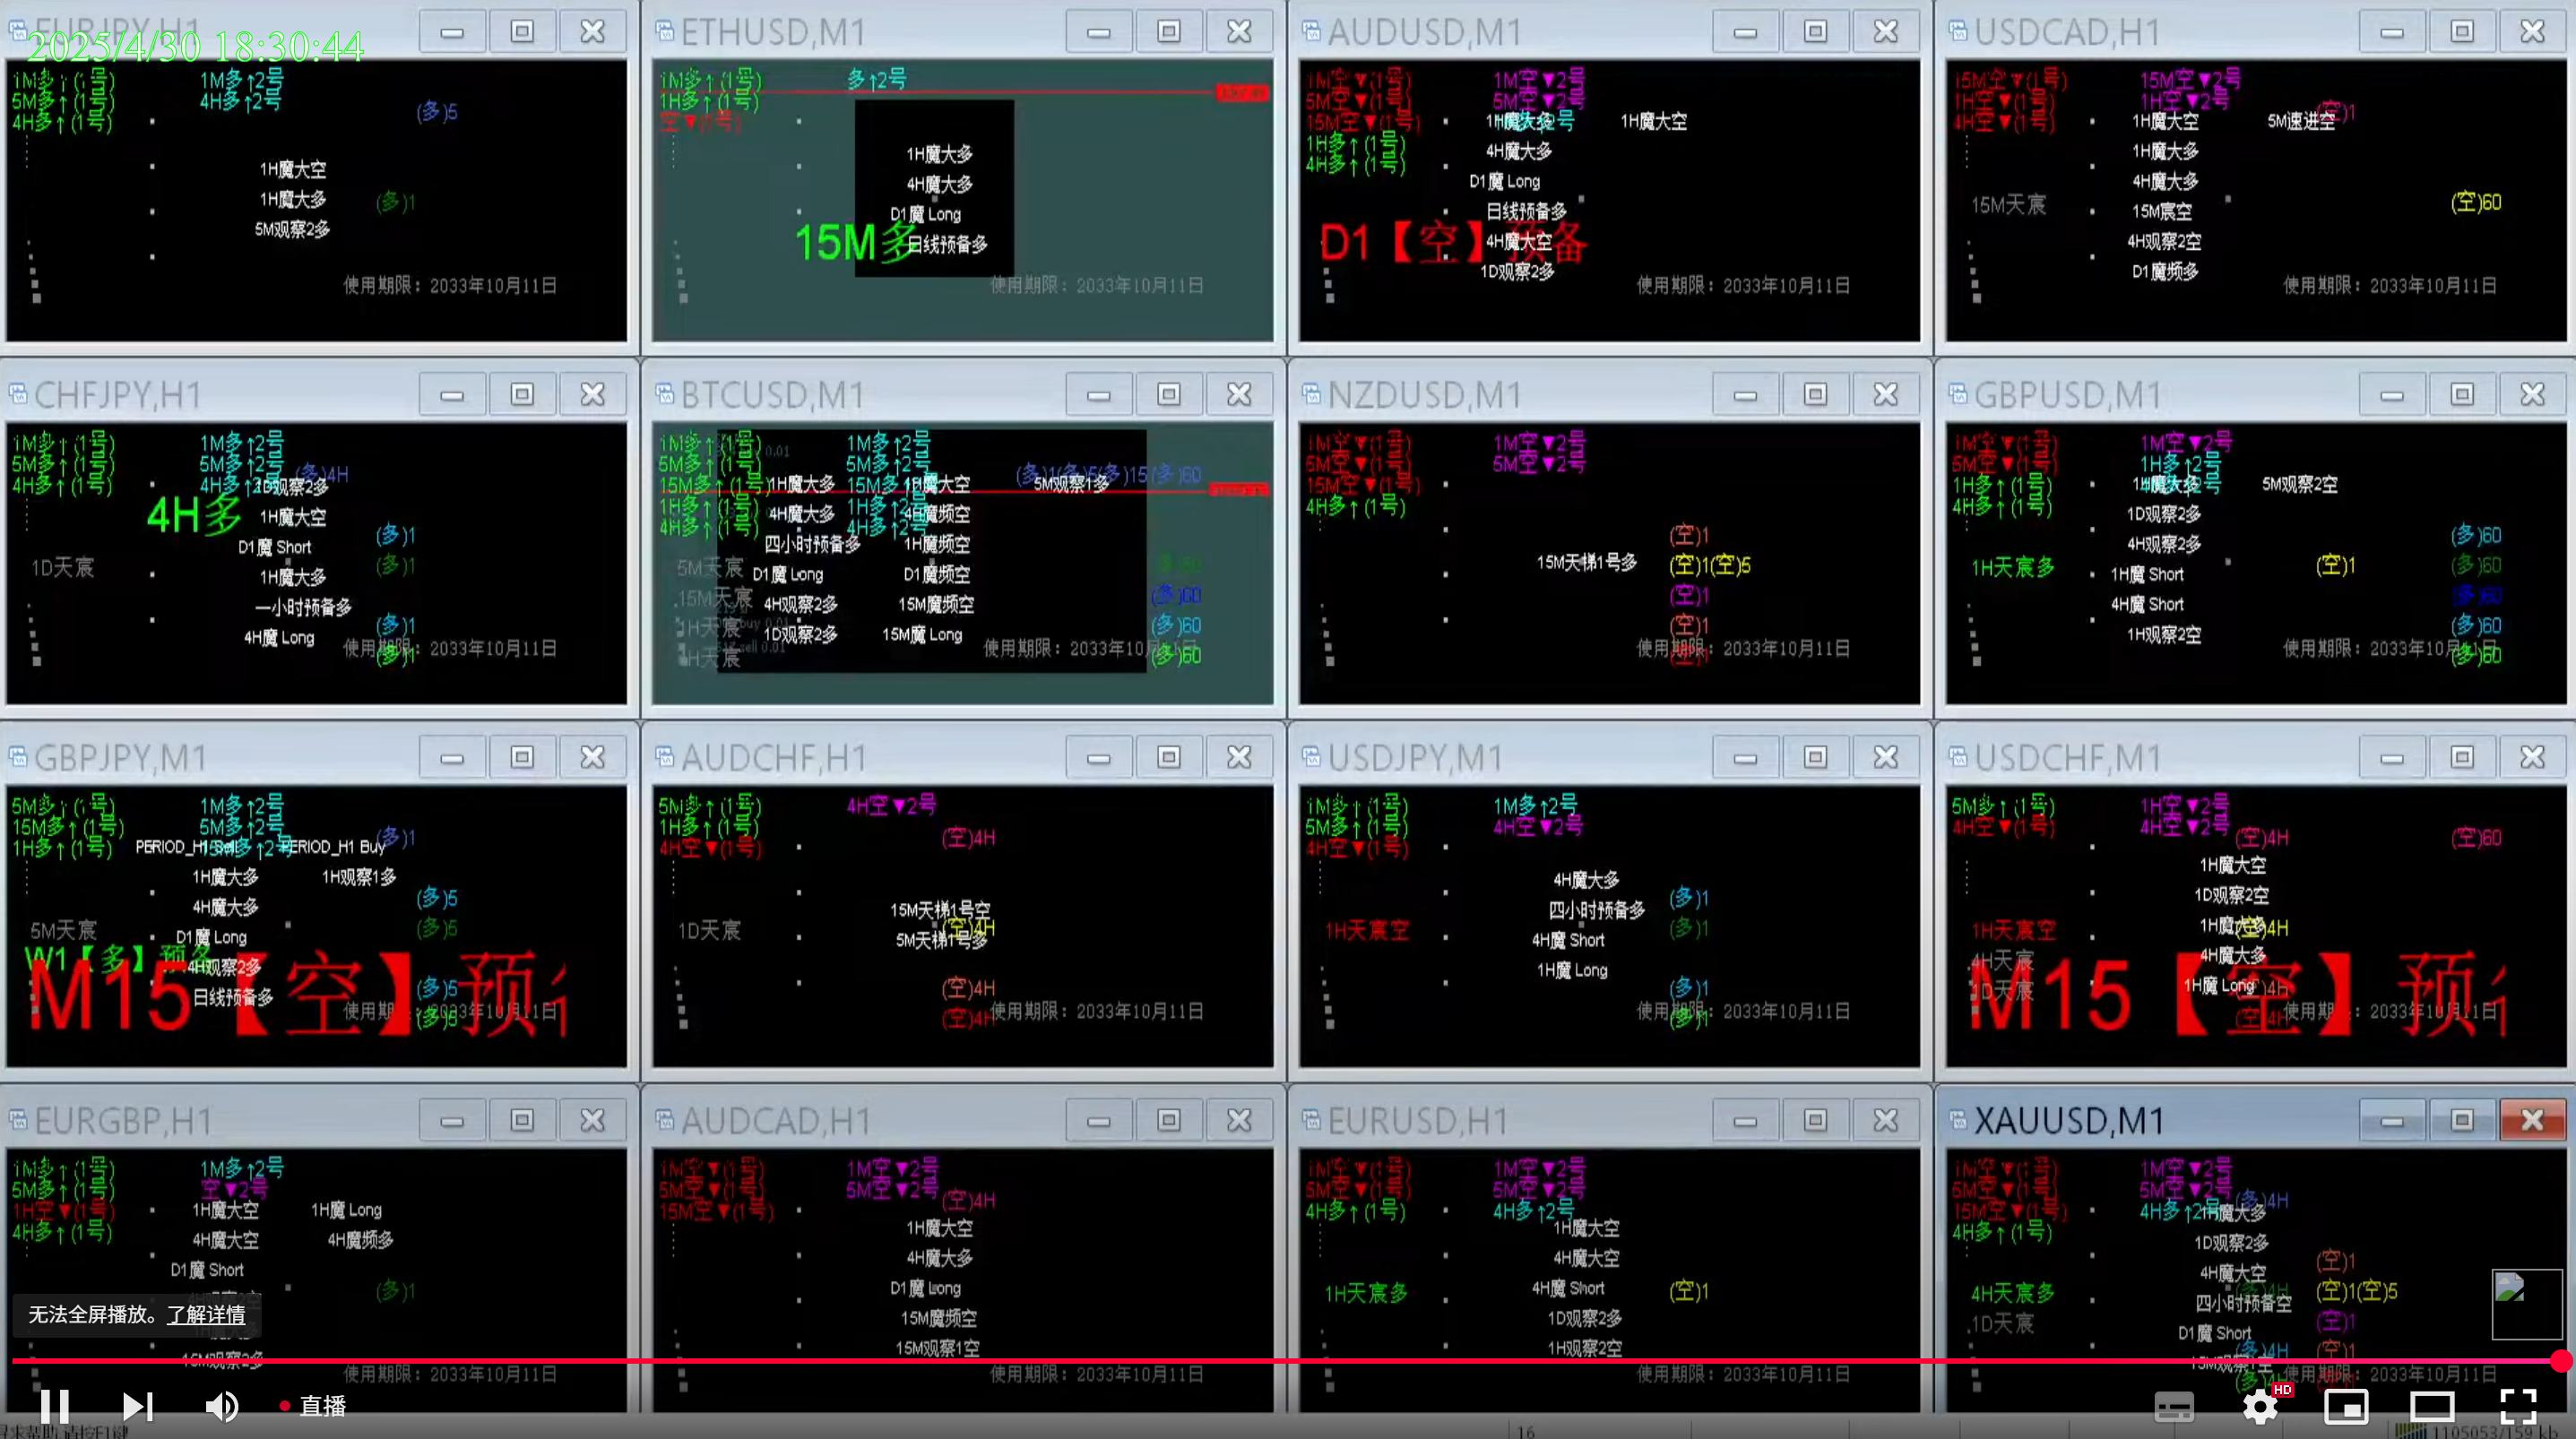 EURJPY,H1
2025/4/30 18:30:44
1M多↑(1号)
1M多↑2号
5M多↑(1号)
4H多↑2号
4H多↑(1号)
(多)5
1H魔大空
1H魔大多
(多)1
5M观察2多
使用期限：2033年10月11日
ETHUSD,M1
1M多↑(1号)
多↑2号
1H多↑(1号)
空▼(1号)
1H魔大多
4H魔大多
D1魔 Long
15M多
日线预备多
使用期限：2033年10月11日
AUDUSD,M1
1M空▼(1号)
1M空▼2号
5M空▼(1号)
5M空▼2号
15M空▼(1号)
1H魔大多
1H魔大空
1H多↑(1号)
4H魔大多
4H多↑(1号)
D1魔 Long
日线预备多
D1【空】预备
4H魔大空
1D观察2多
使用期限：2033年10月11日
USDCAD,H1
15M空▼(1号)
15M空▼2号
1H空▼(1号)
1H空▼2号
(空)1
4H空▼(1号)
1H魔大空
5M速进空
1H魔大多
4H魔大多
15M天宸
15M宸空
(空)60
4H观察2空
D1魔频多
使用期限：2033年10月11日
CHFJPY,H1
1M多↑(1号)
1M多↑2号
5M多↑(1号)
5M多↑2号
(多)4H
4H多↑(1号)
4H多↑2号
1D观察2多
4H多
1H魔大空
(多)1
D1魔 Short
1D天宸
1H魔大多
(多)1
一小时预备多
(多)1
4H魔 Long
(多)1
使用期限：2033年10月11日
BTCUSD,M1
1M多↑(1号)
0.01
1M多↑2号
5M多↑(1号)
5M多↑2号
(多)1(多)5(多)15(多)60
15M多↑(1号)
1H魔大多
15M多↑2号
1H魔大空
5M观察1多
1H多↑(1号)
4H魔大多
1H多↑2号
4H魔频空
4H多↑(1号)
4H多↑2号
四小时预备多
1H魔频空
5M天宸
D1魔 Long
D1魔频空
15M天宸
4H观察2多
15M魔频空
(多)60
1H天宸
buy 0.01
1D观察2多
15M魔 Long
(多)60
4H天宸
sell 0.01
使用期限：2033年10月11日
(多)60
NZDUSD,M1
1M空▼(1号)
1M空▼2号
5M空▼(1号)
5M空▼2号
15M空▼(1号)
4H多↑(1号)
(空)1
15M天梯1号多
(空)1(空)5
(空)1
(空)1
使用期限：2033年10月11日
(空)1
GBPUSD,M1
1M空▼(1号)
1M空▼2号
5M空▼(1号)
1H多↑2号
1H多↑(1号)
1H魔大多
5M观察2空
4H多↑(1号)
1D观察2多
4H观察2多
(多)60
1H天宸多
1H魔 Short
(空)1
(多)60
4H魔 Short
(多)60
1H观察2空
(多)60
使用期限：2033年10月11日
(多)60
GBPJPY,M1
5M多↑(1号)
1M多↑2号
15M多↑(1号)
5M多↑2号
(多)1
1H多↑(1号)
PERIOD_H1 Sell
15M多↑2号
PERIOD_H1 Buy
1H魔大多
1H观察1多
(多)5
4H魔大多
5M天宸
D1魔 Long
(多)5
W1【多】预备
4H观察2多
M15【空】预
日线预备多
(多)5
使用期限：2033年10月11日
(多)5
AUDCHF,H1
5M多↑(1号)
4H空▼2号
1H多↑(1号)
(空)4H
4H空▼(1号)
15M天梯1号空
1D天宸
(空)4H
5M天梯1号多
(空)4H
使用期限：2033年10月11日
(空)4H
USDJPY,M1
1M多↑(1号)
1M多↑2号
5M多↑(1号)
4H空▼2号
4H空▼(1号)
4H魔大多
(多)1
四小时预备多
1H天宸空
4H魔 Short
(多)1
1H魔 Long
(多)1
使用期限：2033年10月11日
(多)1
USDCHF,M1
5M多↑(1号)
1H空▼2号
4H空▼(1号)
4H空▼2号
(空)4H
(空)60
1H魔大空
1D观察2空
1H天宸空
1H魔大多
(空)4H
4H天宸
4H魔大多
1D天宸
1H魔 Long
(空)4H
M15【空】预
使用期限：2033年10月11日
(空)4H
EURGBP,H1
1M多↑(1号)
1M多↑2号
5M多↑(1号)
空▼2号
1H空▼(1号)
1H魔大空
1H魔 Long
4H多↑(1号)
4H魔大空
4H魔频多
D1魔 Short
(多)1
无法全屏播放。了解详情
15M观察2多
使用期限：2033年10月11日
AUDCAD,H1
1M空▼(1号)
1M空▼2号
5M空▼(1号)
5M空▼2号
(空)4H
15M空▼(1号)
1H魔大空
4H魔大多
D1魔 Long
15M魔频空
15M观察1空
使用期限：2033年10月11日
EURUSD,H1
1M空▼(1号)
1M空▼2号
5M空▼(1号)
5M空▼2号
4H多↑(1号)
4H多↑2号
1H魔大空
4H魔大空
1H天宸多
4H魔 Short
(空)1
1D观察2多
1H观察2空
使用期限：2033年10月11日
XAUUSD,M1
1M空▼(1号)
1M空▼2号
5M空▼(1号)
5M空▼2号
(多)4H
15M空▼(1号)
4H多↑2号
1H魔大多
4H多↑(1号)
1D观察2多
4H魔大空
(空)1
4H天宸多
四小时预备空
(空)1(空)5
1D天宸
D1魔 Short
(空)1
(多)4H
(空)1
15M观察1空
使用期限：2033年10月11日
直播
HD
16
1105053/159 kb